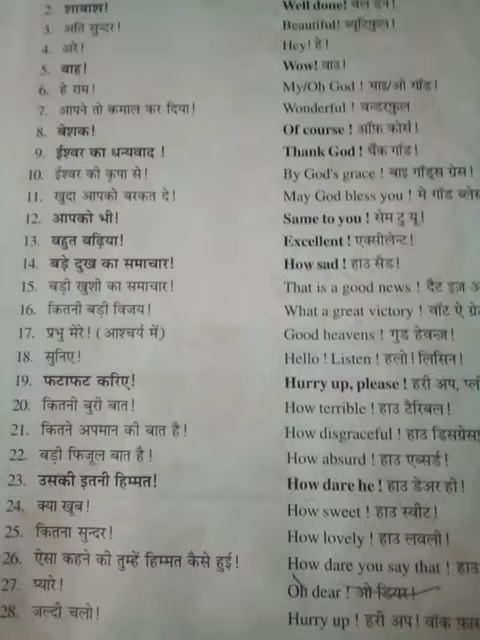 2. शाबाश! Well done! वेल डन!
3. अति सुन्दर! Beautiful! ब्यूटिफुल!
4. अरे! Hey! हे!
5. वाह! Wow! वाउ!
6. हे राम! My/Oh God ! माइ/ओ गॉड!
7. आपने तो कमाल कर दिया! Wonderful ! वन्डरफुल
8. बेशक! Of course ! ऑफ़ कोर्स!
9. ईश्वर का धन्यवाद ! Thank God ! थैंक गॉड!
10. ईश्वर की कृपा से! By God's grace ! बाइ गॉड्स ग्रेस!
11. खुदा आपको बरकत दे! May God bless you ! मे गॉड ब्लेस
12. आपको भी! Same to you ! सेम टु यू!
13. बहुत बढ़िया! Excellent ! एक्सीलेन्ट!
14. बड़े दुख का समाचार! How sad ! हाउ सैड!
15. बड़ी खुशी का समाचार! That is a good news ! दैट इज़ अ
16. कितनी बड़ी विजय! What a great victory ! वॉट ऐ ग्रे
17. प्रभु मेरे! (आश्चर्य में) Good heavens ! गुड हेवन्ज़!
18. सुनिए! Hello ! Listen ! हलो! लिसिन!
19. फटाफट करिए! Hurry up, please ! हरी अप, प्ली
20. कितनी बुरी बात! How terrible ! हाउ टैरिबल!
21. कितने अपमान की बात है! How disgraceful ! हाउ डिसग्रेस
22. बड़ी फिजूल बात है! How absurd ! हाउ एब्सर्ड!
23. उसकी इतनी हिम्मत! How dare he ! हाउ डेअर ही!
24. क्या खूब! How sweet ! हाउ स्वीट!
25. कितना सुन्दर! How lovely ! हाउ लवली!
26. ऐसा कहने की तुम्हें हिम्मत कैसे हुई! How dare you say that ! हाउ
27. प्यारे! Oh dear ! ओ डियर!
28. जल्दी चलो! Hurry up ! हरी अप! वॉक फ़ास